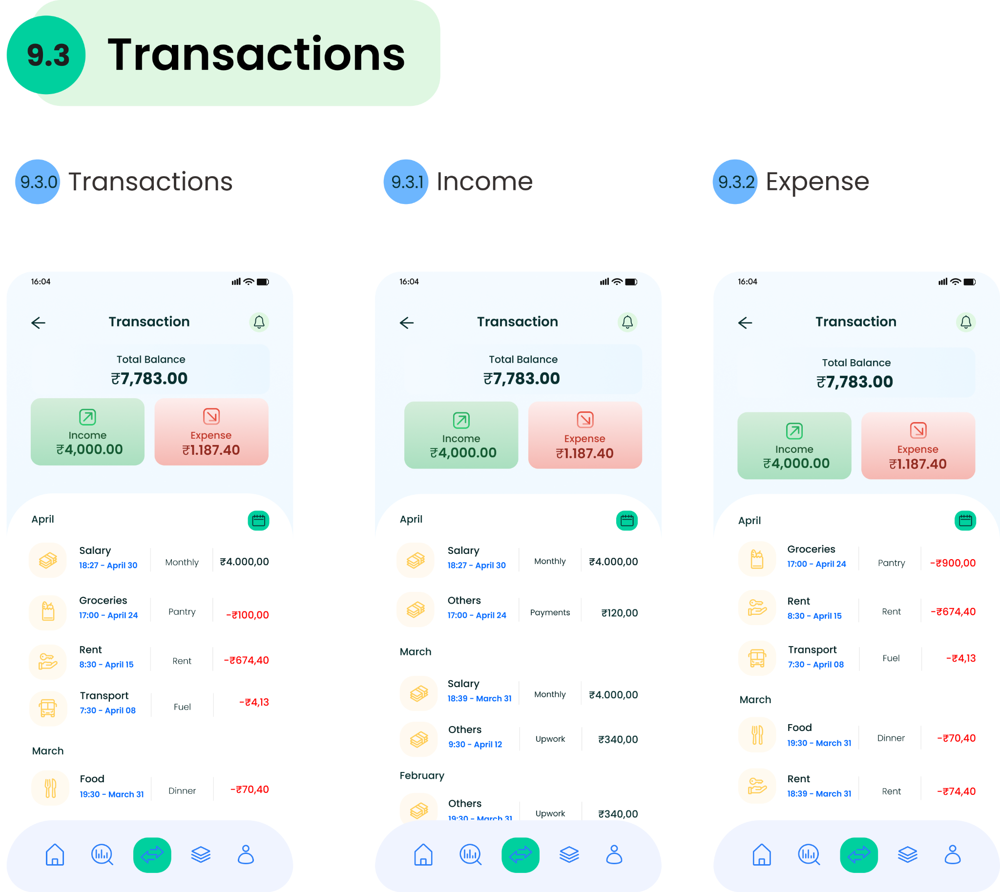 9.3 Transactions
9.3.0 Transactions
9.3.1 Income
9.3.2 Expense
16:04
Transaction
Total Balance
₹7,783.00
Income
₹4,000.00
Expense
₹1.187.40
April
Salary
18:27 - April 30
Monthly
₹4.000,00
Groceries
17:00 - April 24
Pantry
-₹100,00
Rent
8:30 - April 15
Rent
-₹674,40
Transport
7:30 - April 08
Fuel
-₹4,13
March
Food
19:30 - March 31
Dinner
-₹70,40
16:04
Transaction
Total Balance
₹7,783.00
Income
₹4,000.00
Expense
₹1.187.40
April
Salary
18:27 - April 30
Monthly
₹4.000,00
Others
17:00 - April 24
Payments
₹120,00
March
Salary
18:39 - March 31
Monthly
₹4.000,00
Others
9:30 - April 12
Upwork
₹340,00
February
Others
19:30 - March 31
Upwork
₹340,00
16:04
Transaction
Total Balance
₹7,783.00
Income
₹4,000.00
Expense
₹1.187.40
April
Groceries
17:00 - April 24
Pantry
-₹900,00
Rent
8:30 - April 15
Rent
-₹674,40
Transport
7:30 - April 08
Fuel
-₹4,13
March
Food
19:30 - March 31
Dinner
-₹70,40
Rent
18:39 - March 31
Rent
-₹74,40